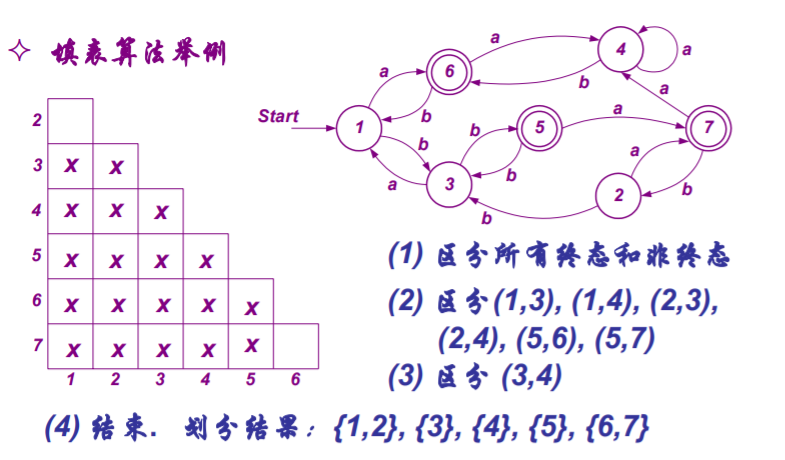 ✧ 填表算法举例
2
3 x x
4 x x x
5 x x x x
6 x x x x x
7 x x x x x
1 2 3 4 5 6
Start
1
2
3
4
5
6
7
a
b
a
b
a
a
b
a
b
b
a
a
b
b
(1) 区分所有终态和非终态
(2) 区分(1,3), (1,4), (2,3),
(2,4), (5,6), (5,7)
(3) 区分 (3,4)
(4) 结束. 划分结果：{1,2}, {3}, {4}, {5}, {6,7}